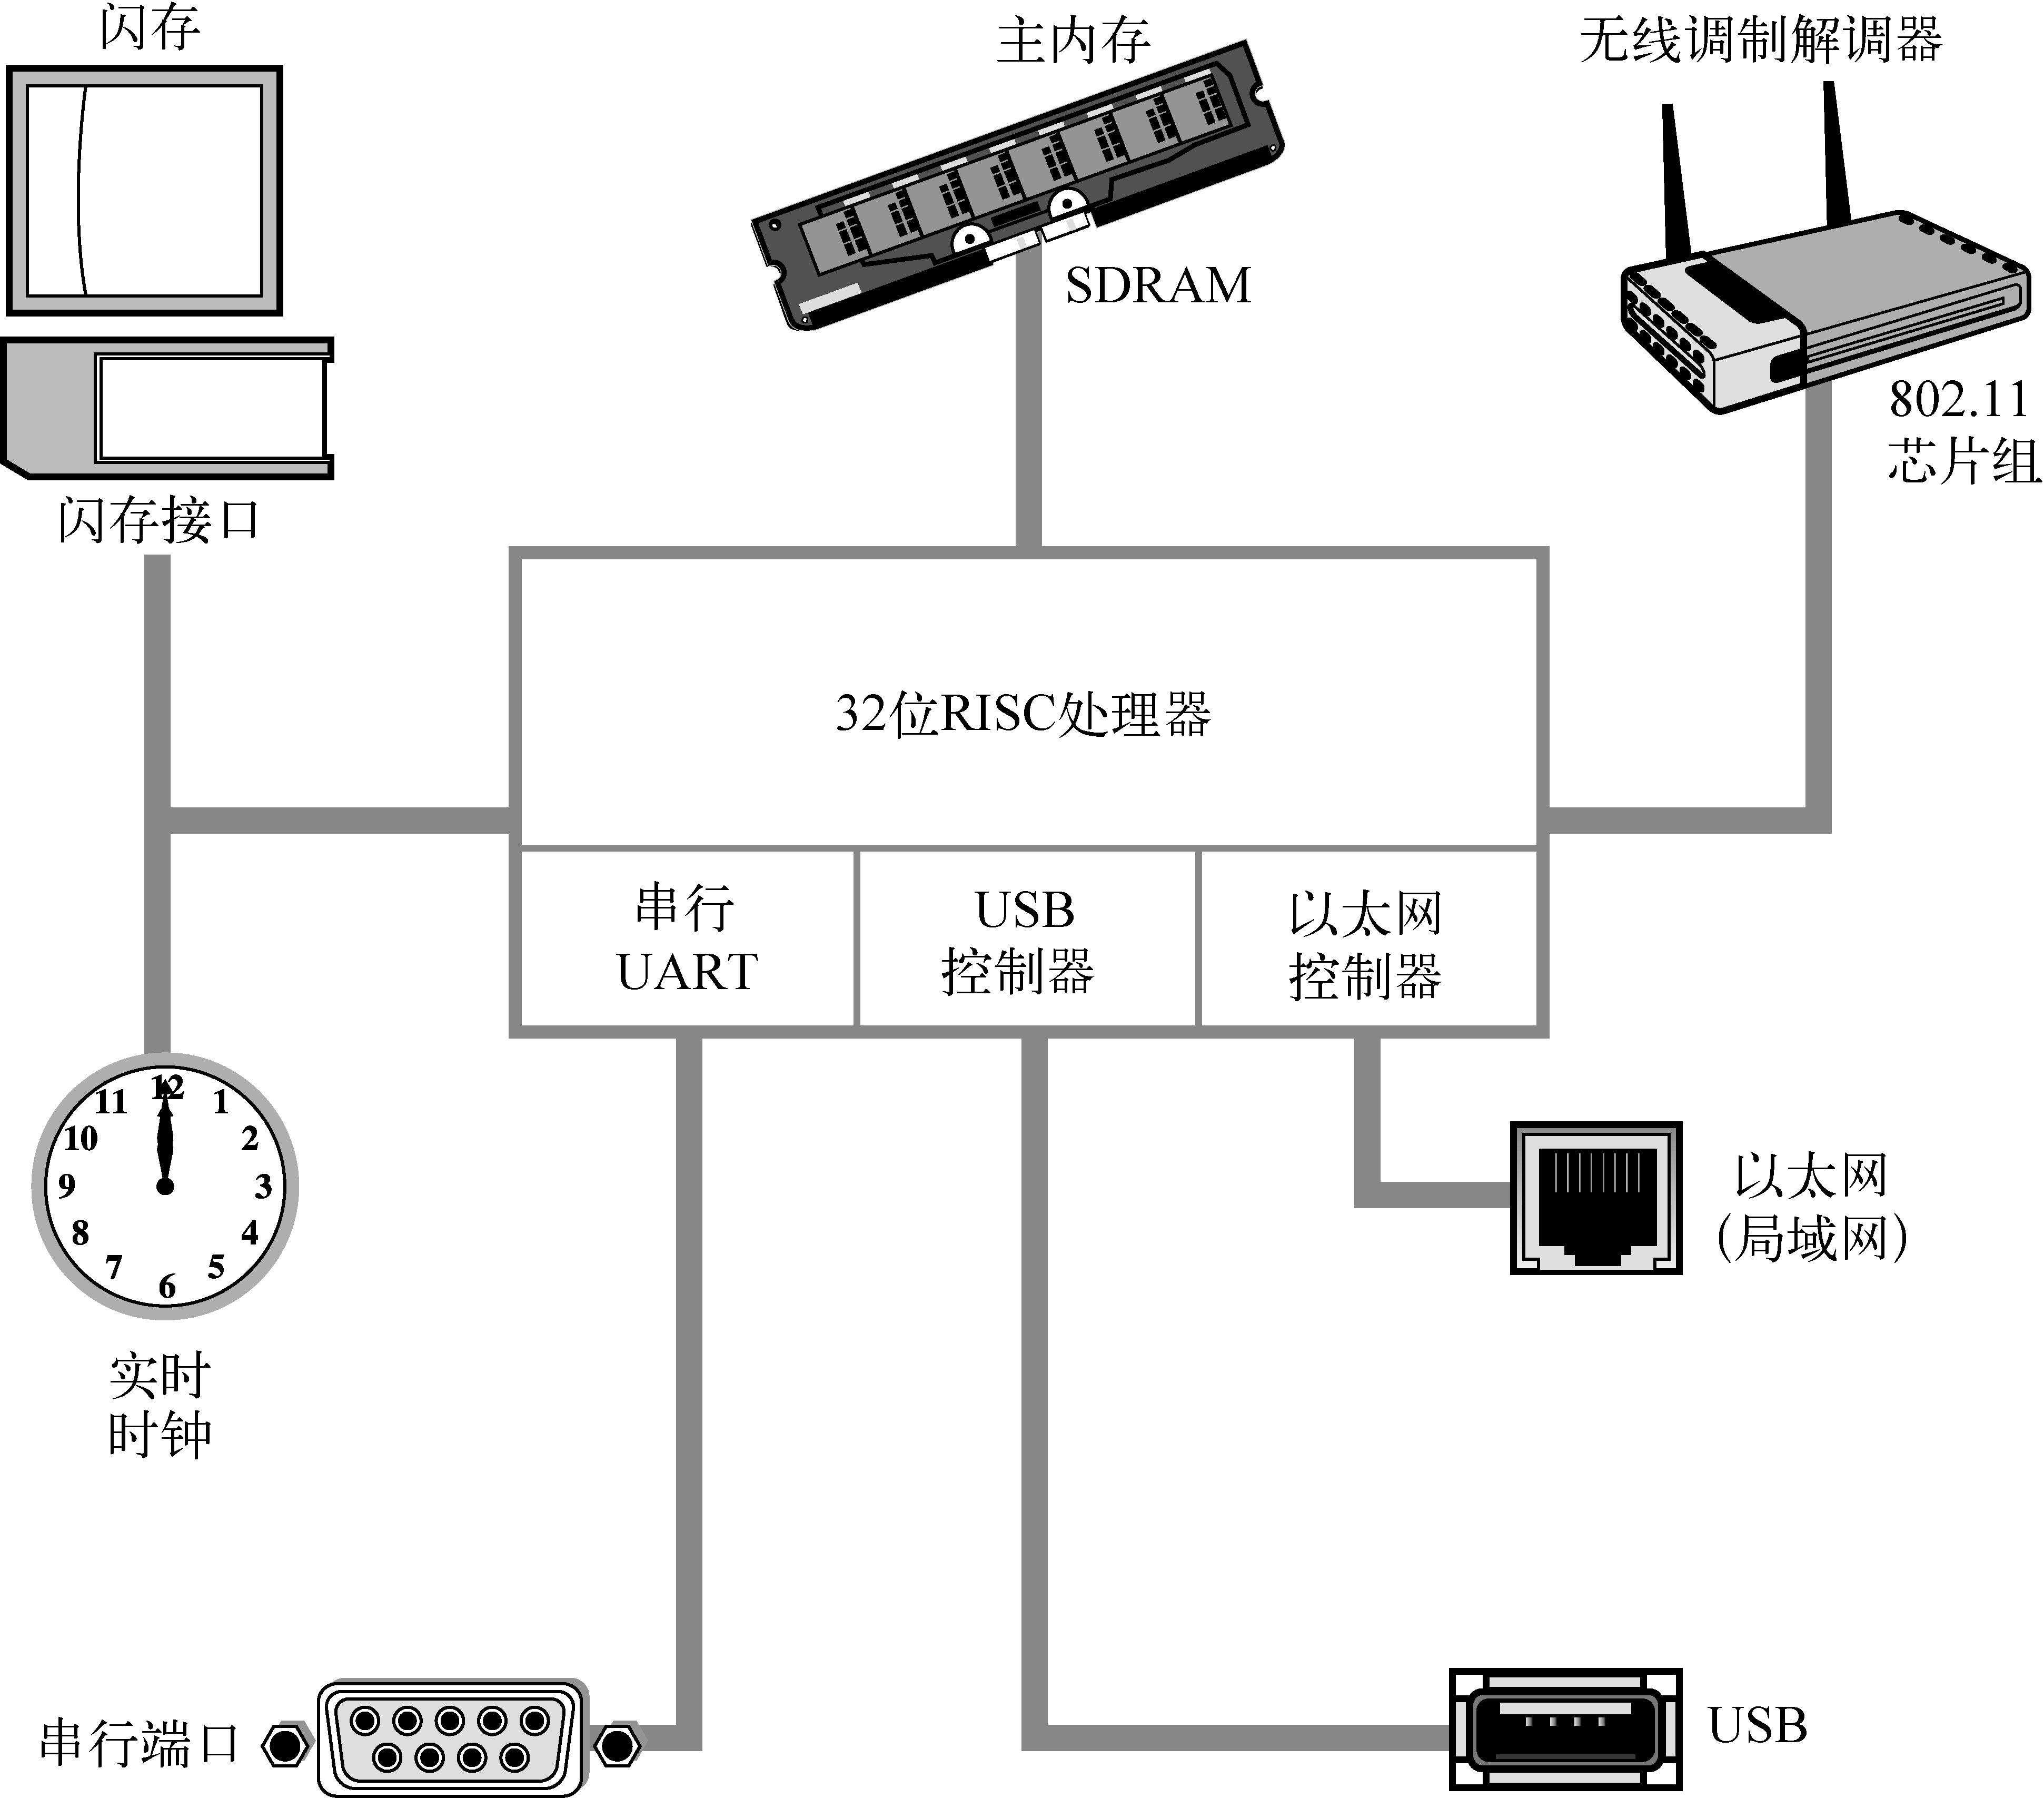 闪存
主内存
无线调制解调器
SDRAM
802.11
芯片组
闪存接口
32位RISC处理器
串行
UART
USB
控制器
以太网
控制器
12
1
2
3
4
5
6
7
8
9
10
11
以太网
(局域网)
实时
时钟
串行端口
USB